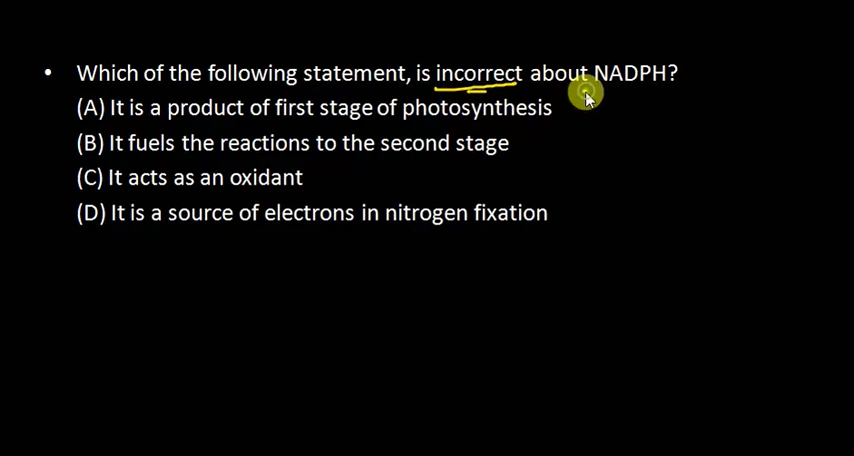 • Which of the following statement, is incorrect about NADPH?
(A) It is a product of first stage of photosynthesis
(B) It fuels the reactions to the second stage
(C) It acts as an oxidant
(D) It is a source of electrons in nitrogen fixation